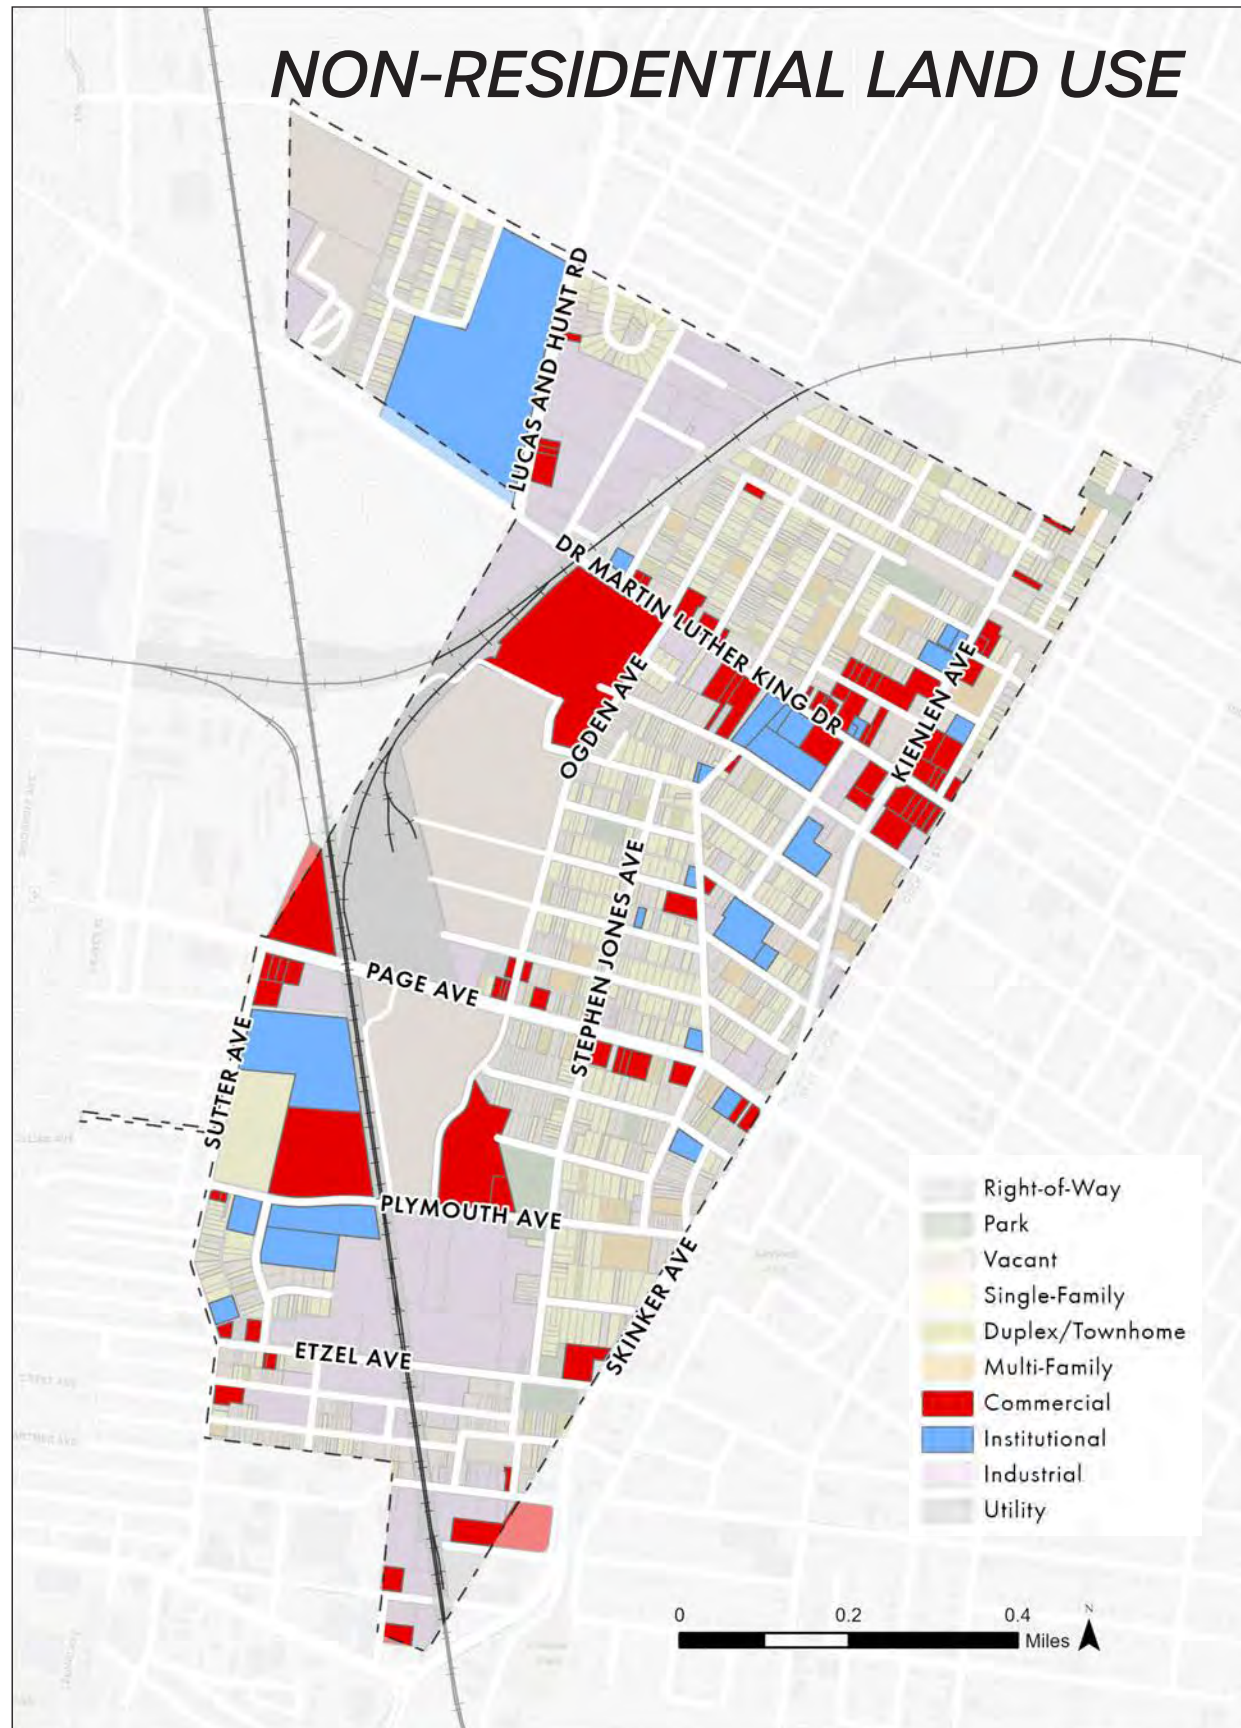 NON-RESIDENTIAL LAND USE
LUCAS AND HUNT RD
DR MARTIN LUTHER KING DR
OGDEN AVE
KIENLEN AVE
STEPHEN JONES AVE
PAGE AVE
SUTTER AVE
PLYMOUTH AVE
SKINKER AVE
ETZEL AVE
Right-of-Way
Park
Vacant
Single-Family
Duplex/Townhome
Multi-Family
Commercial
Institutional
Industrial
Utility
0 0.2 0.4
Miles
N